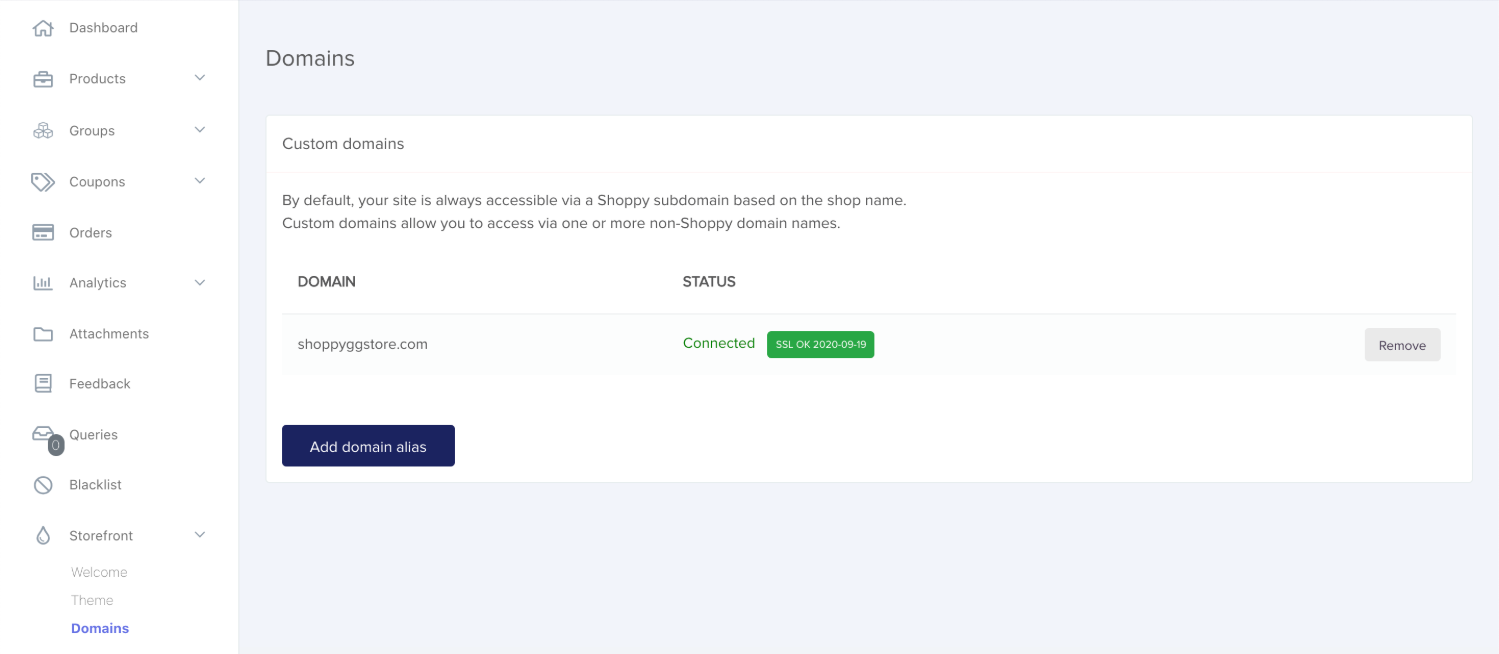 Dashboard
Products
Groups
Coupons
Orders
Analytics
Attachments
Feedback
Queries
0
Blacklist
Storefront
Welcome
Theme
Domains
Domains
Custom domains
By default, your site is always accessible via a Shoppy subdomain based on the shop name.
Custom domains allow you to access via one or more non-Shoppy domain names.
DOMAIN STATUS
shoppyggstore.com Connected SSL OK 2020-09-19 Remove
Add domain alias